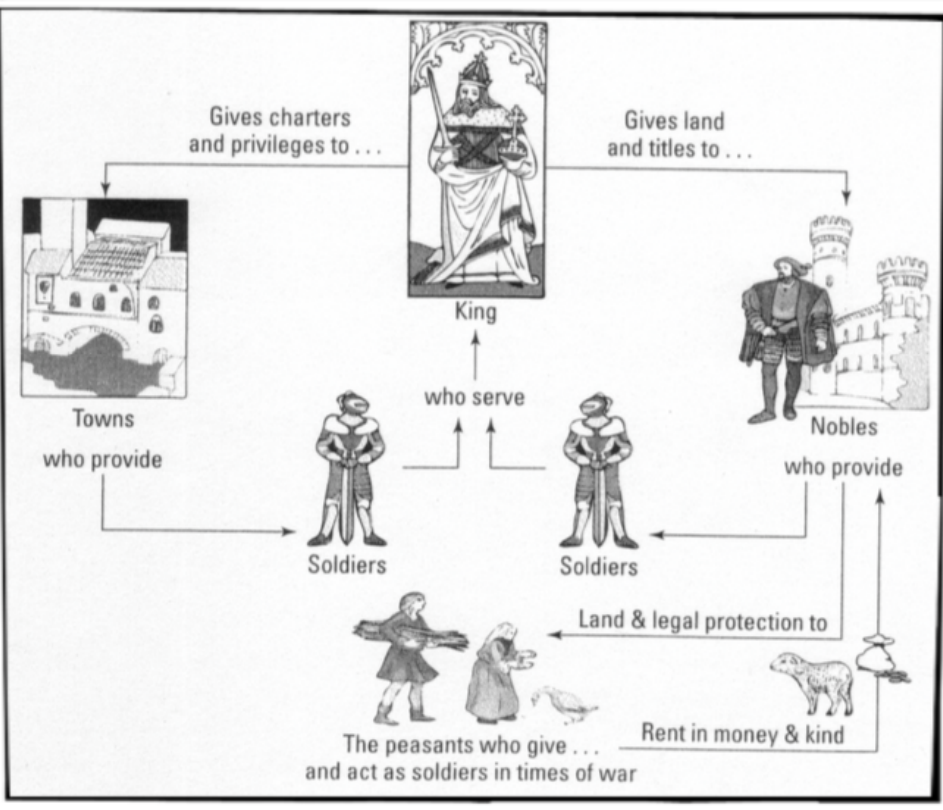 Gives charters
and privileges to . . .
Gives land
and titles to . . .
King
who serve
Towns
who provide
Nobles
who provide
Soldiers
Soldiers
Land & legal protection to
Rent in money & kind
The peasants who give . . .
and act as soldiers in times of war